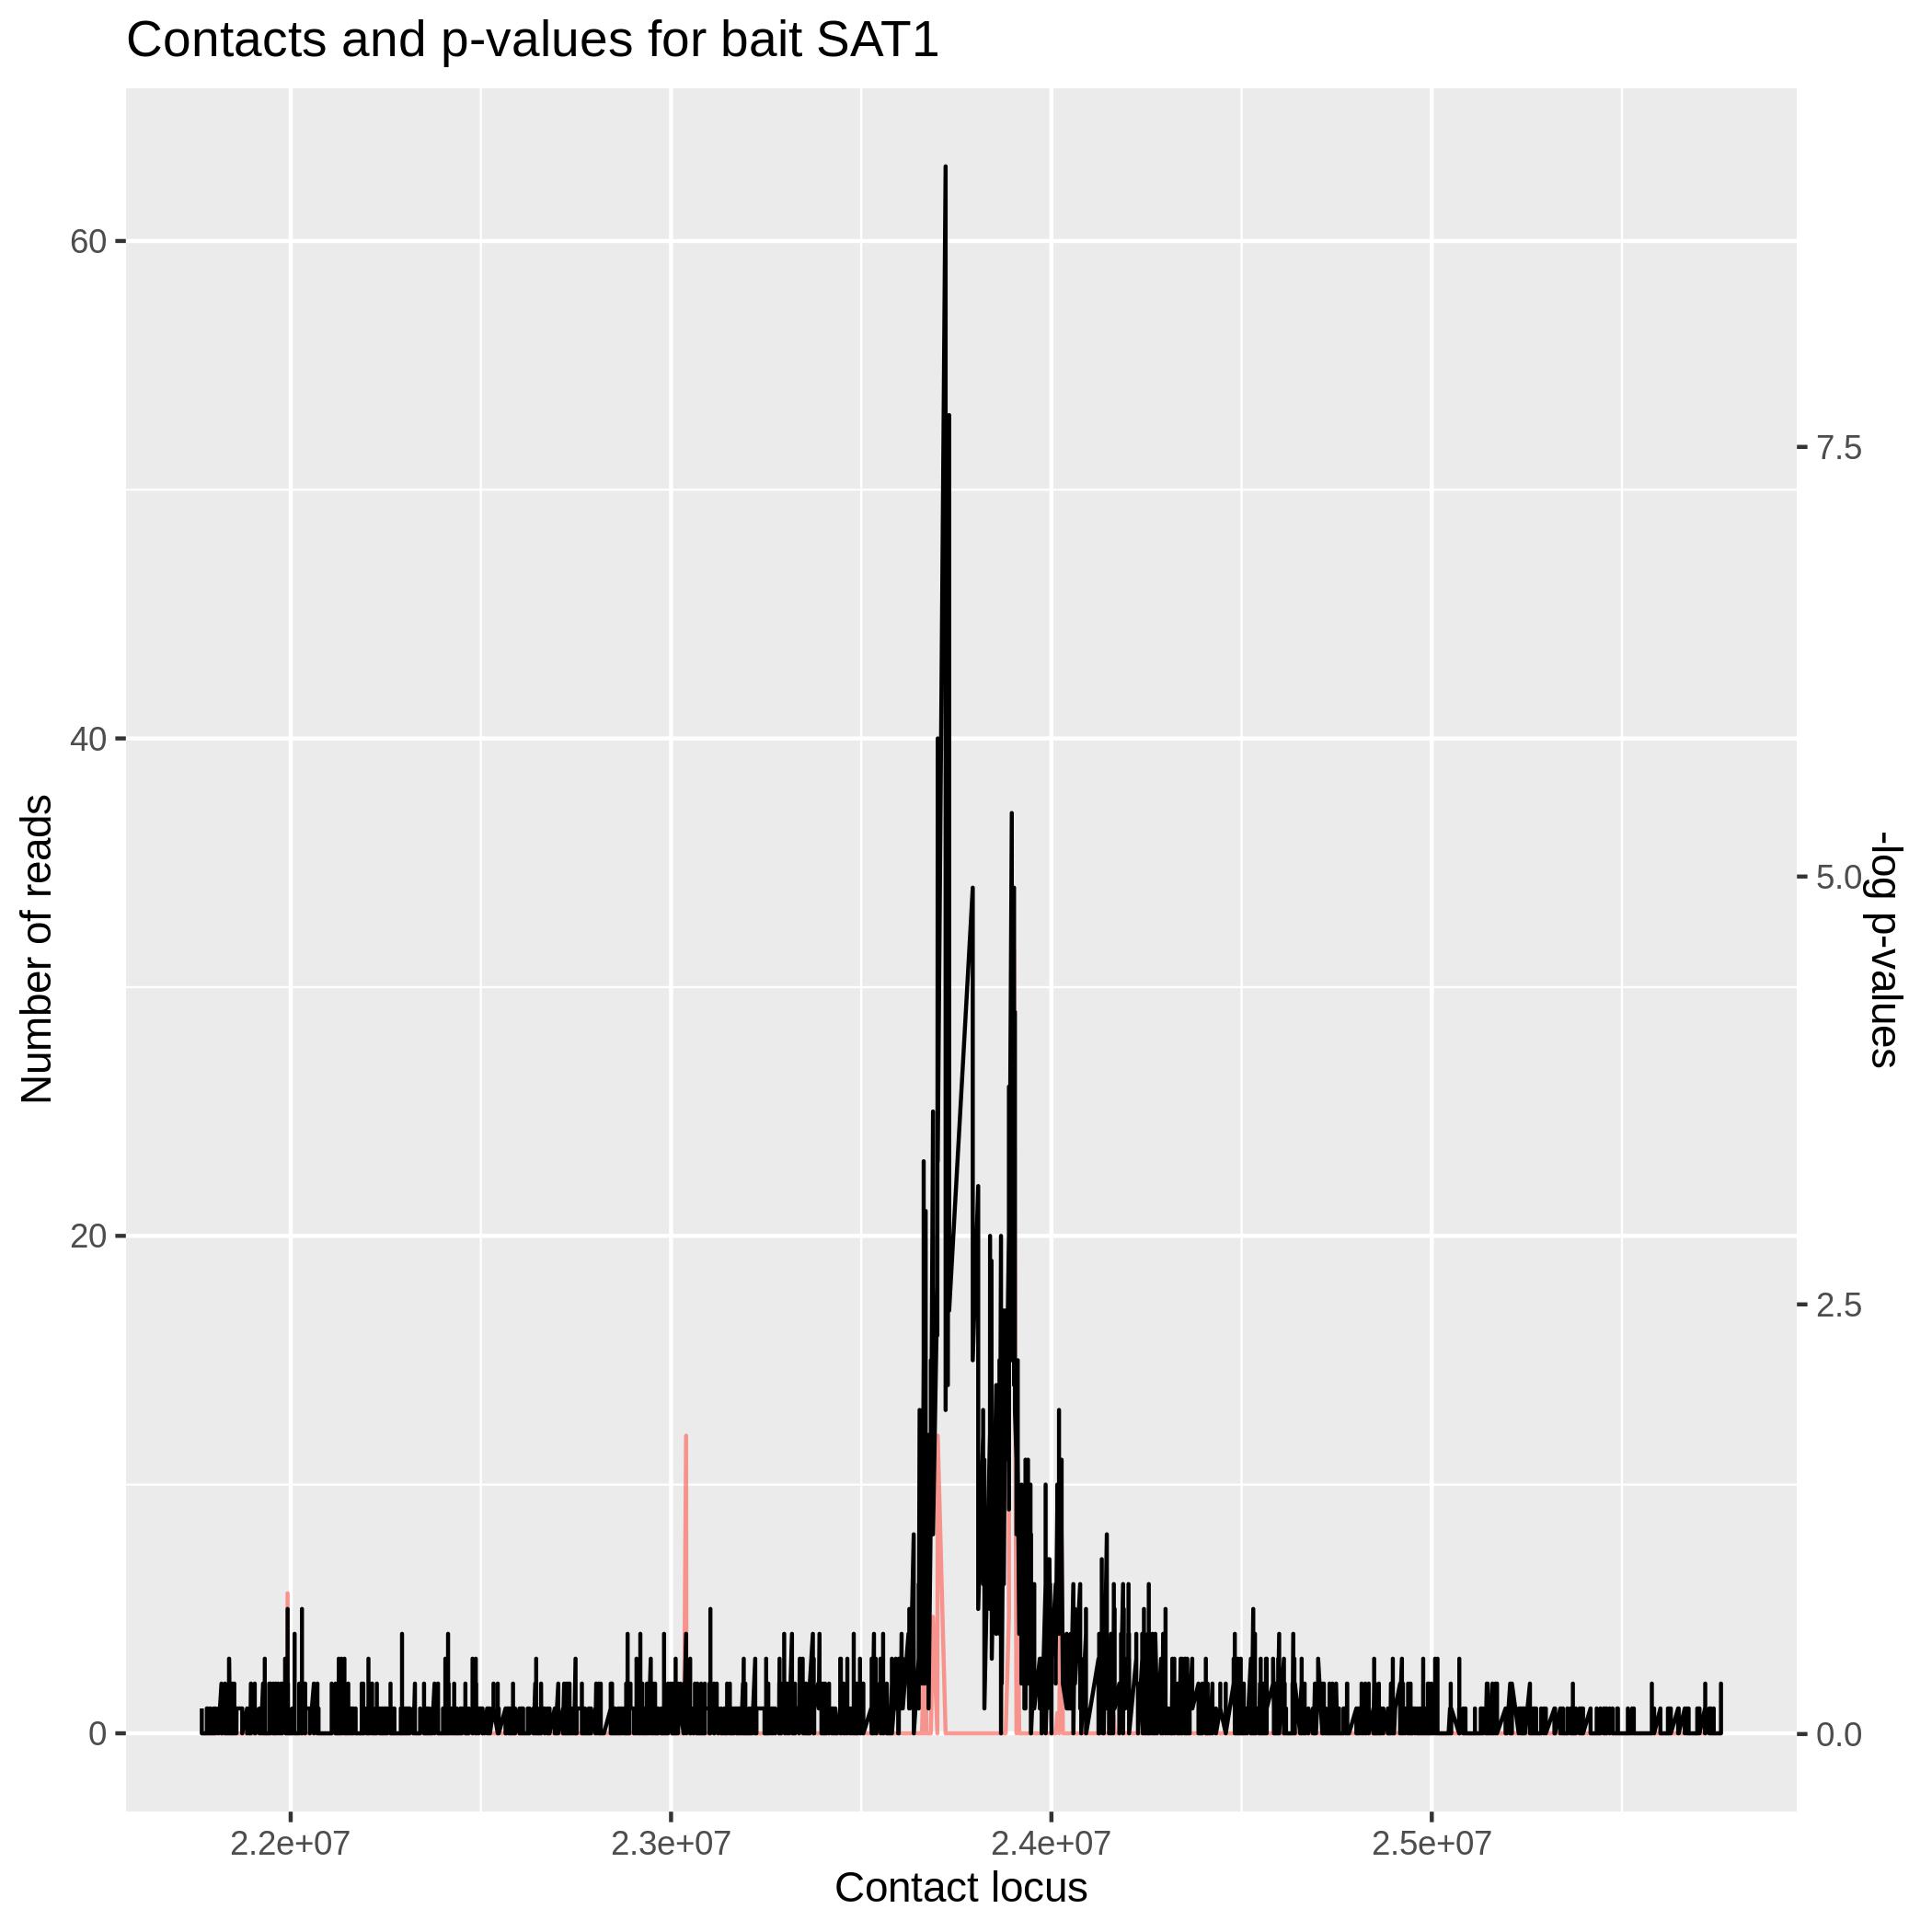 Contacts and p-values for bait SAT1
60
40
20
0
Number of reads
7.5
5.0
2.5
0.0
-log p-values
2.2e+07 2.3e+07 2.4e+07 2.5e+07
Contact locus